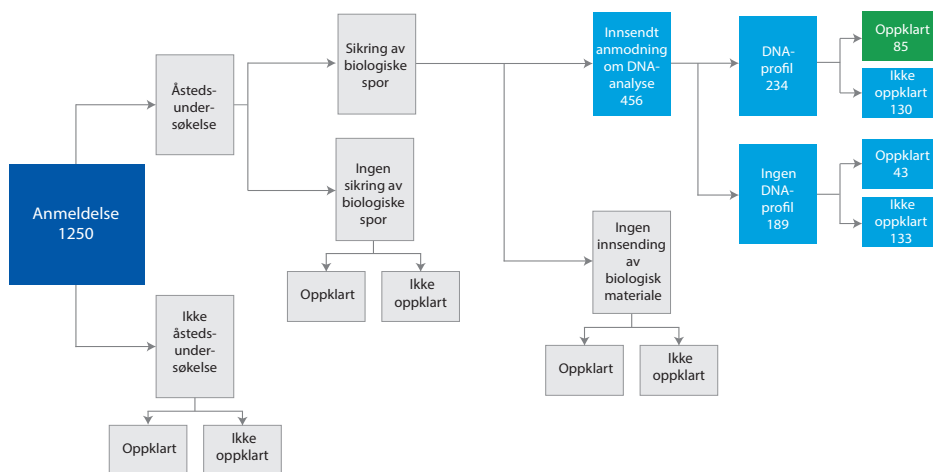 Anmeldelse
1250
Åsteds-
under-
søkelse
Ikke
åsteds-
under-
søkelse
Oppklart
Ikke
oppklart
Sikring av
biologiske
spor
Ingen
sikring av
biologiske
spor
Oppklart
Ikke
oppklart
Innsendt
anmodning
om DNA-
analyse
456
Ingen
innsending
av
biologisk
materiale
Oppklart
Ikke
oppklart
DNA-
profil
234
Ingen
DNA-
profil
189
Oppklart
85
Ikke
oppklart
130
Oppklart
43
Ikke
oppklart
133